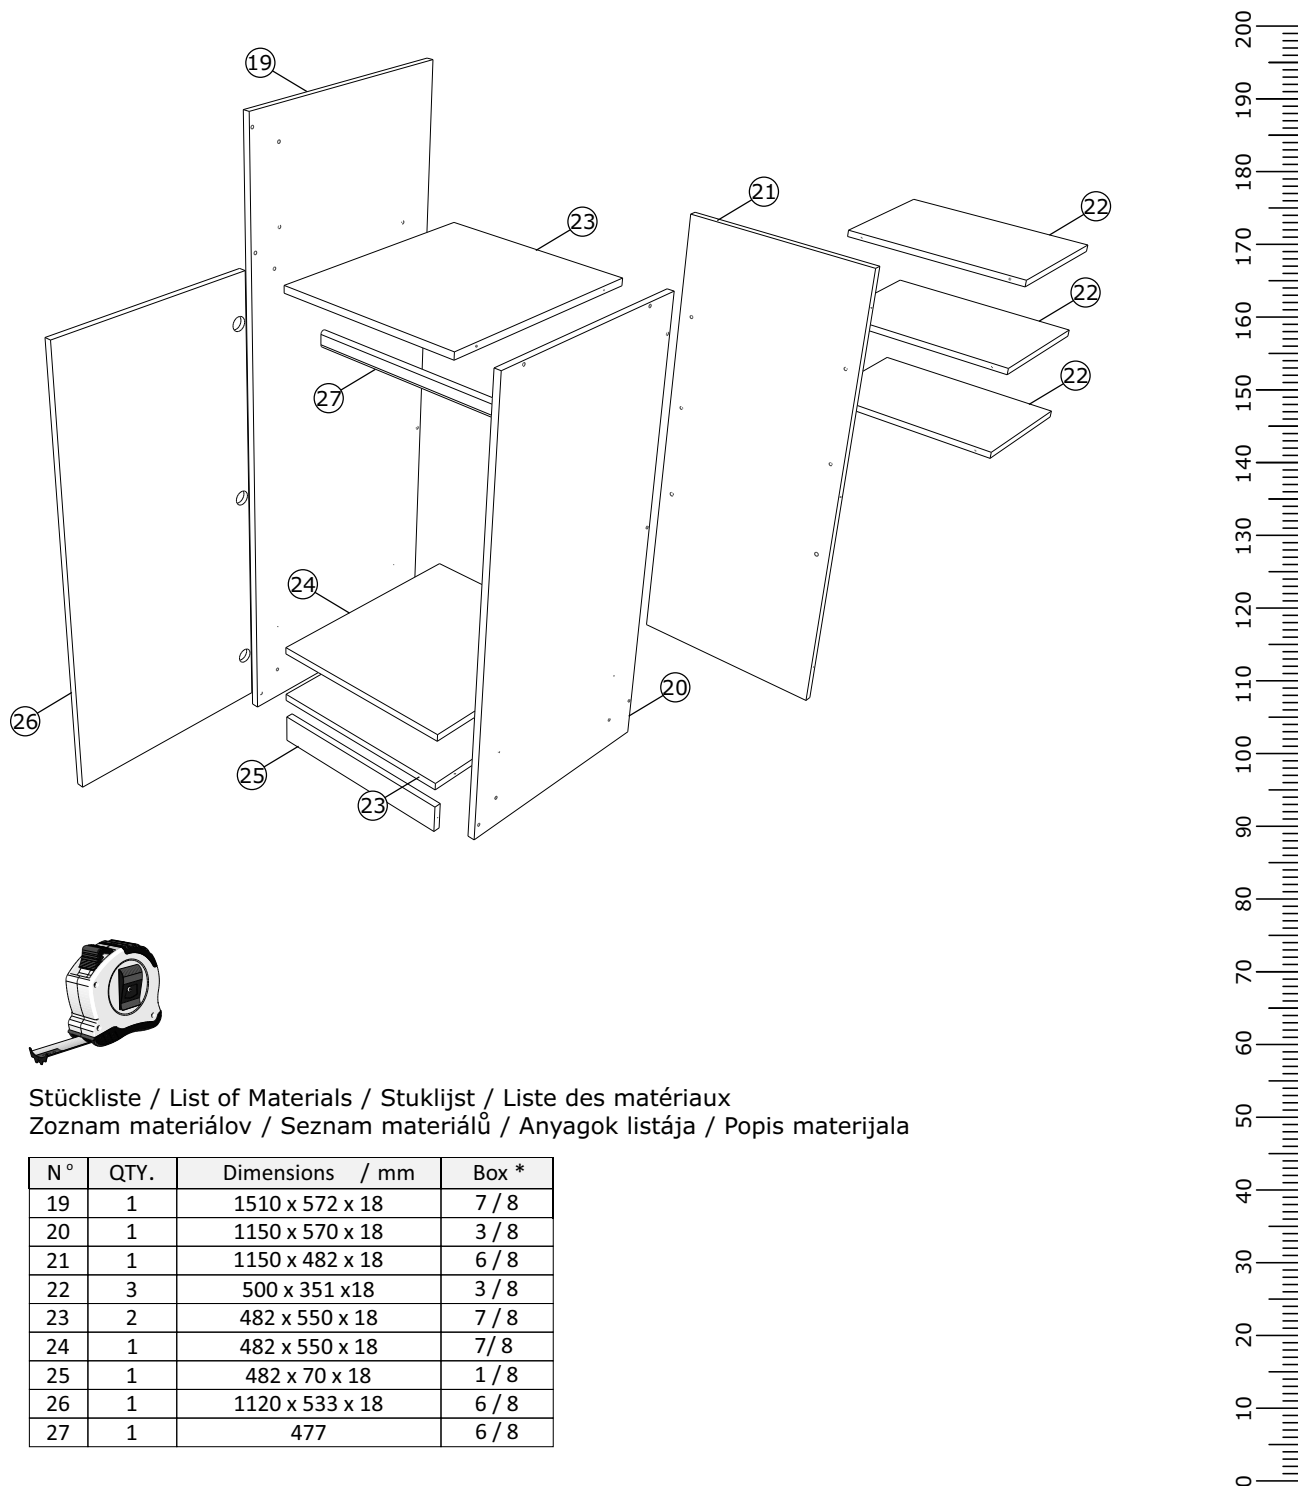 19
23
21
22
22
22
27
24
20
26
25
23
Stückliste / List of Materials / Stuklijst / Liste des matériaux
Zoznam materiálov / Seznam materiálů / Anyagok listája / Popis materijala
N° QTY. Dimensions / mm Box *
19 1 1510 x 572 x 18 7 / 8
20 1 1150 x 570 x 18 3 / 8
21 1 1150 x 482 x 18 6 / 8
22 3 500 x 351 x18 3 / 8
23 2 482 x 550 x 18 7 / 8
24 1 482 x 550 x 18 7/ 8
25 1 482 x 70 x 18 1 / 8
26 1 1120 x 533 x 18 6 / 8
27 1 477 6 / 8
200
190
180
170
160
150
140
130
120
110
100
90
80
70
60
50
40
30
20
10
0